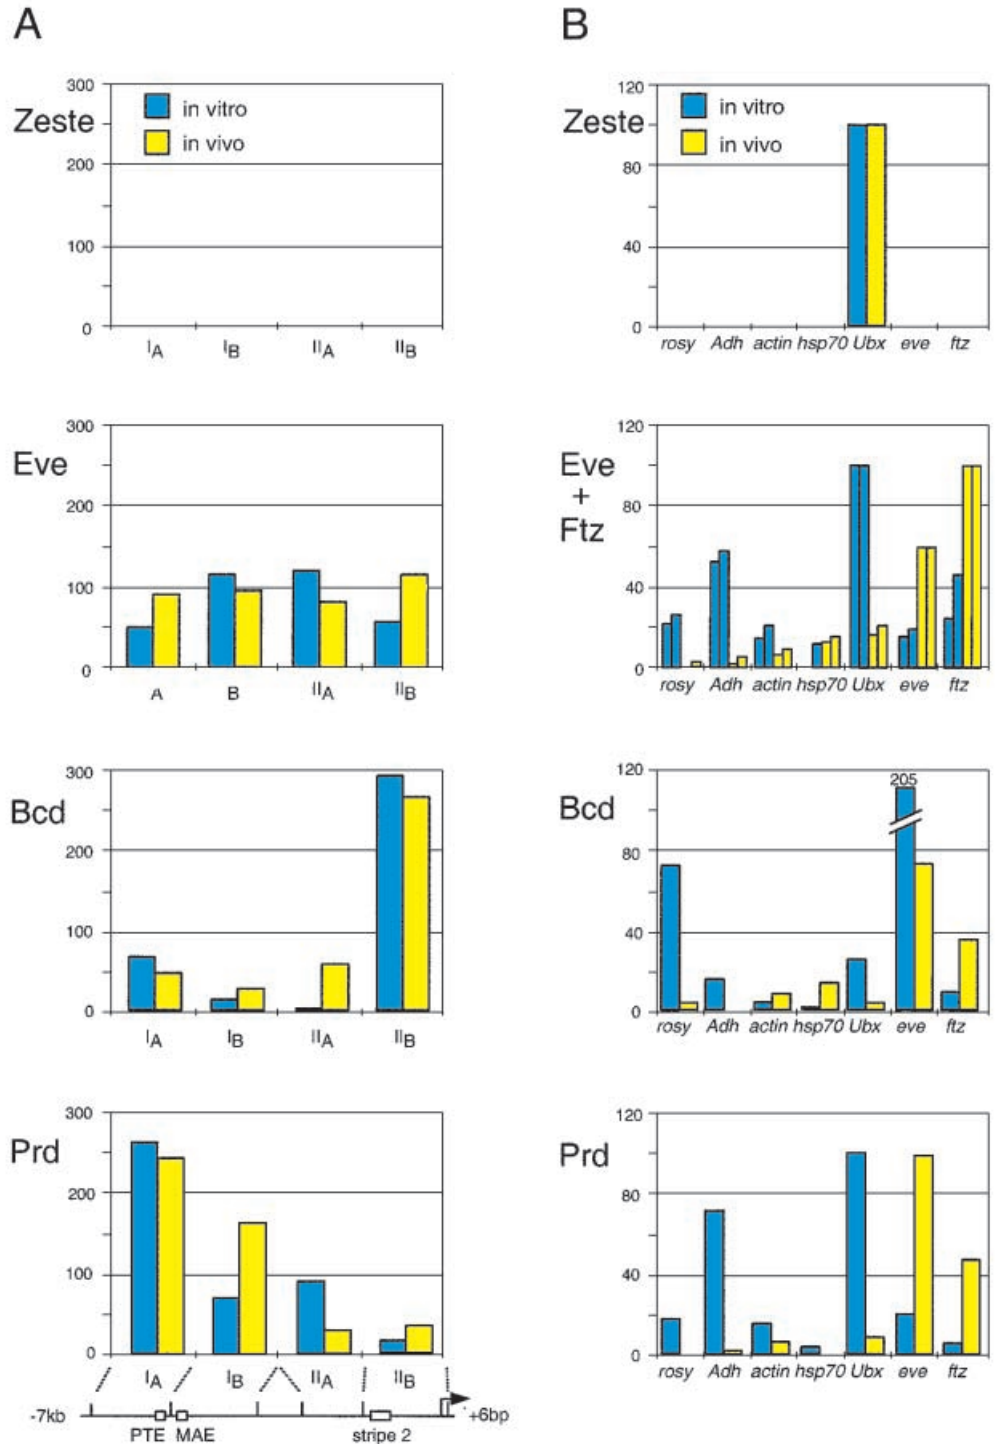 A
Zeste
300
200
100
0
in vitro
in vivo
IA IB IIA IIB
Eve
300
200
100
0
A B IIA IIB
Bcd
300
200
100
0
IA IB IIA IIB
Prd
300
200
100
0
IA IB IIA IIB
-7kb +6bp
PTE MAE stripe 2
B
Zeste
120
80
40
0
in vitro
in vivo
rosy Adh actin hsp70 Ubx eve ftz
Eve
+
Ftz
120
80
40
0
rosy Adh actin hsp70 Ubx eve ftz
Bcd
120
80
40
0
205
rosy Adh actin hsp70 Ubx eve ftz
Prd
120
80
40
0
rosy Adh actin hsp70 Ubx eve ftz